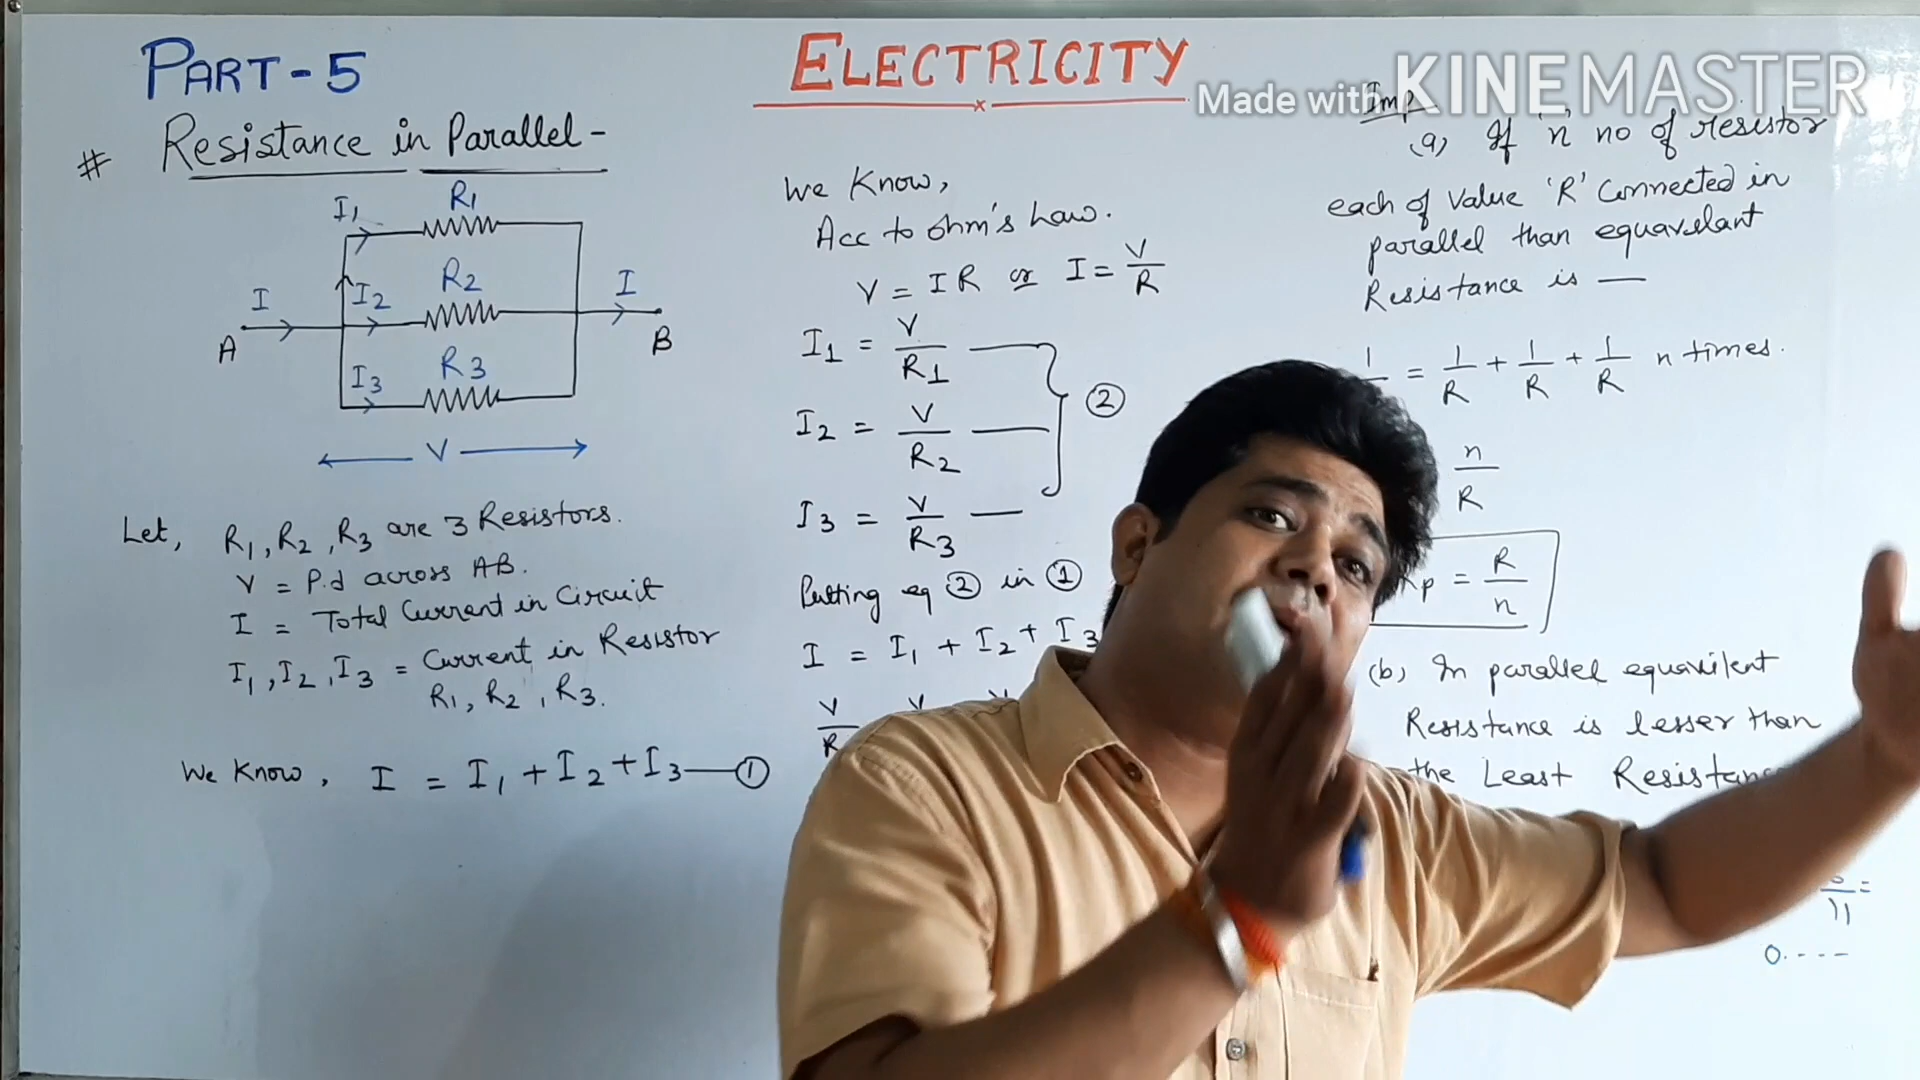 PART-5
ELECTRICITY
Made with KINEMASTER
# Resistance in Parallel-
I1 R1
I2 R2
I I
A B
I3 R3
V
Let, R1, R2, R3 are 3 Resistors.
V = P.d across AB.
I = Total Current in Circuit
I1, I2, I3 = Current in Resistor
R1, R2, R3.
We Know, I = I1 + I2 + I3 — ①
We Know,
Acc to ohm's Law.
V = IR or I = V/R
I1 = V/R1
I2 = V/R2
②
I3 = V/R3
Putting eq ② in ①
I = I1 + I2 + I3
V/R
Imp
(a) If 'n' no of resistor
each of value 'R' Connected in
parallel than equavelant
Resistance is —
1 = 1/R + 1/R + 1/R n times.
n/R
p = R/n
(b) In parallel equavilent
Resistance is lesser than
the Least
11
0. - - - -